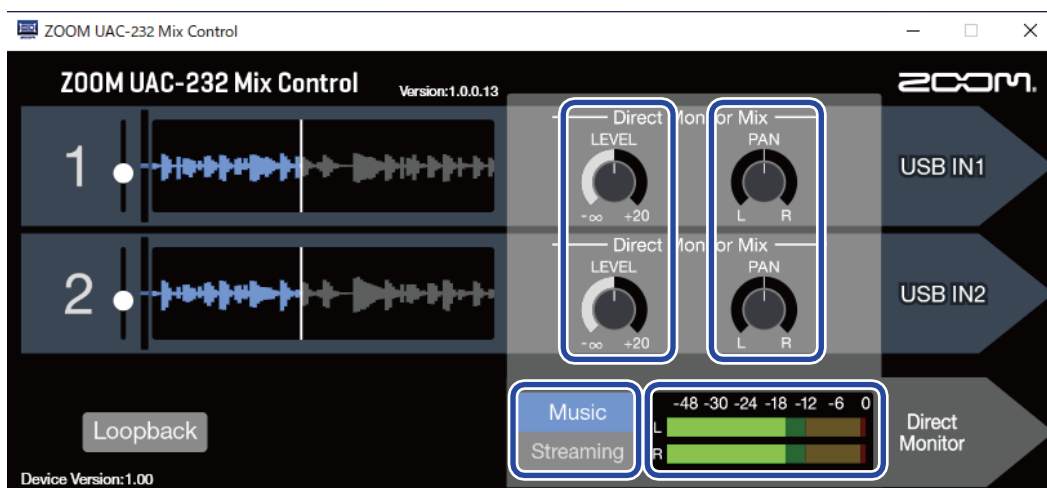 ZOOM UAC-232 Mix Control
ZOOM UAC-232 Mix Control
Version:1.0.0.13
ZOOM.
1
Direct Monitor Mix
LEVEL
PAN
-∞ +20
L R
USB IN1
2
Direct Monitor Mix
LEVEL
PAN
-∞ +20
L R
USB IN2
Loopback
Music
Streaming
-48 -30 -24 -18 -12 -6 0
L
R
Direct
Monitor
Device Version:1.00